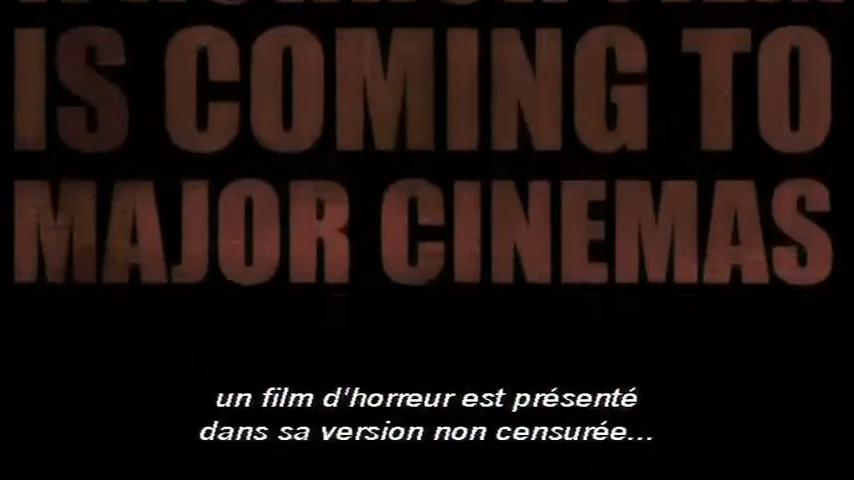 IS COMING TO
MAJOR CINEMAS
un film d'horreur est présenté
dans sa version non censurée...